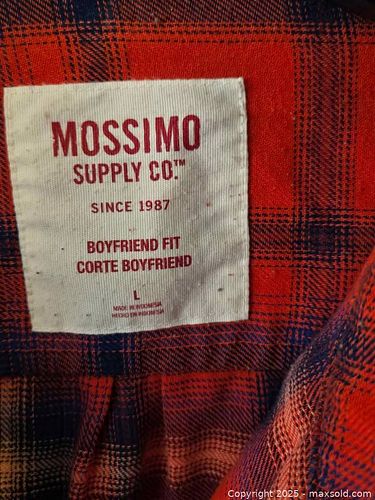 MOSSIMO
SUPPLY CO.™
SINCE 1987
BOYFRIEND FIT
CORTE BOYFRIEND
L
MADE IN INDONESIA
HECHO EN INDONESIA
Copyright 2025 - maxsold.com